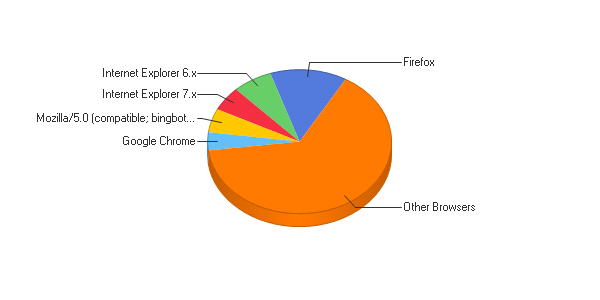 Firefox
Internet Explorer 6.x
Internet Explorer 7.x
Mozilla/5.0 (compatible; bingbot...
Google Chrome
Other Browsers